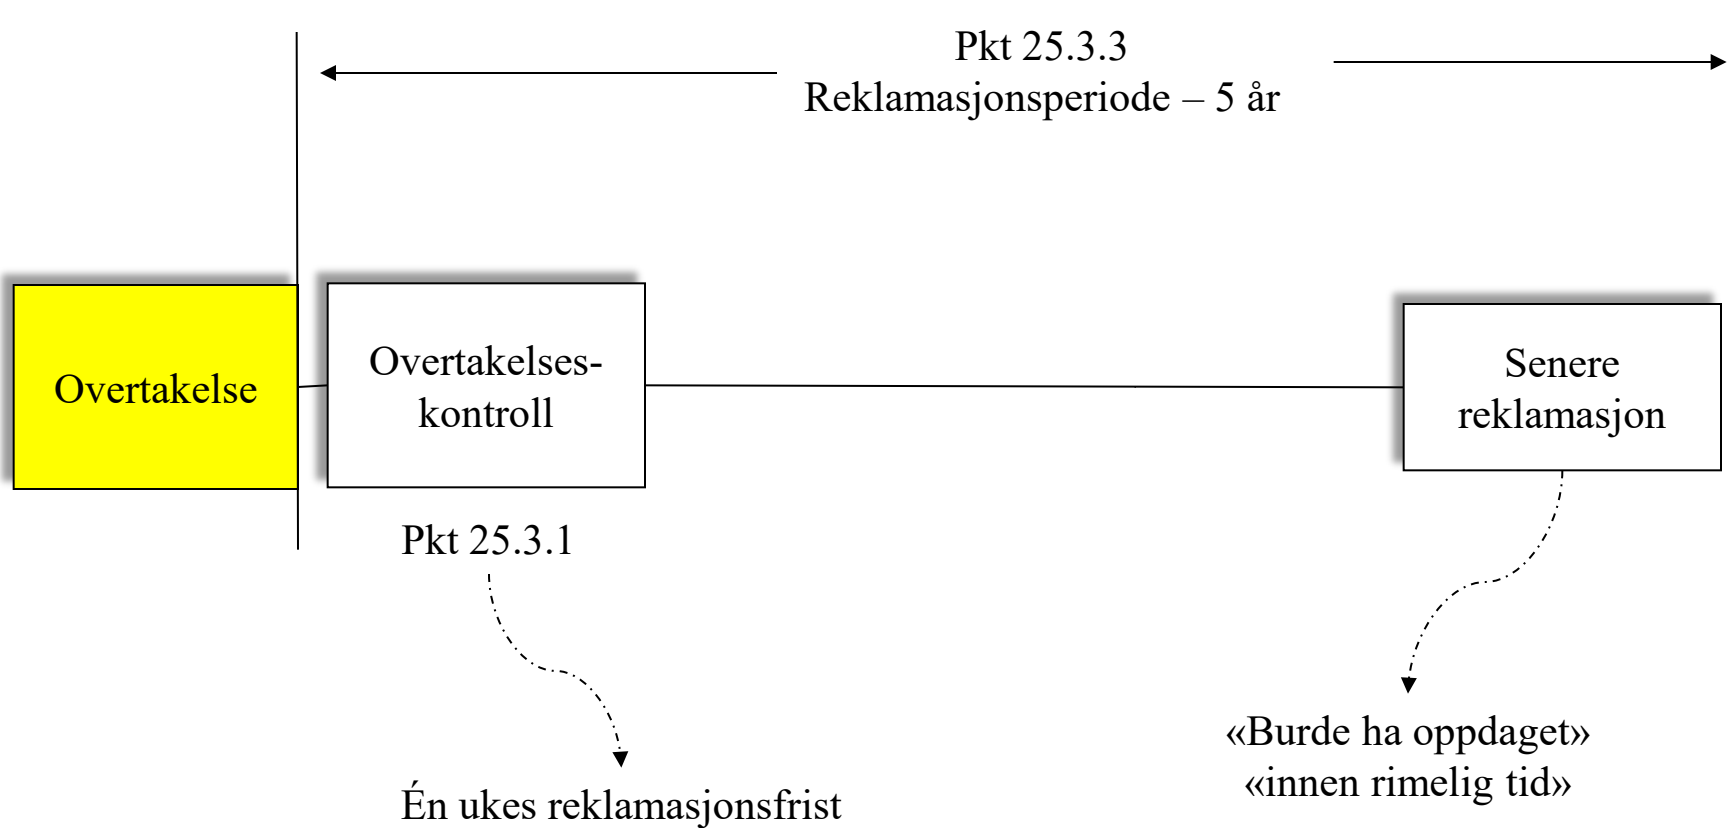 Pkt 25.3.3
Reklamasjonsperiode – 5 år
Overtakelse
Overtakelses-
kontroll
Senere
reklamasjon
Pkt 25.3.1
«Burde ha oppdaget»
«innen rimelig tid»
Én ukes reklamasjonsfrist